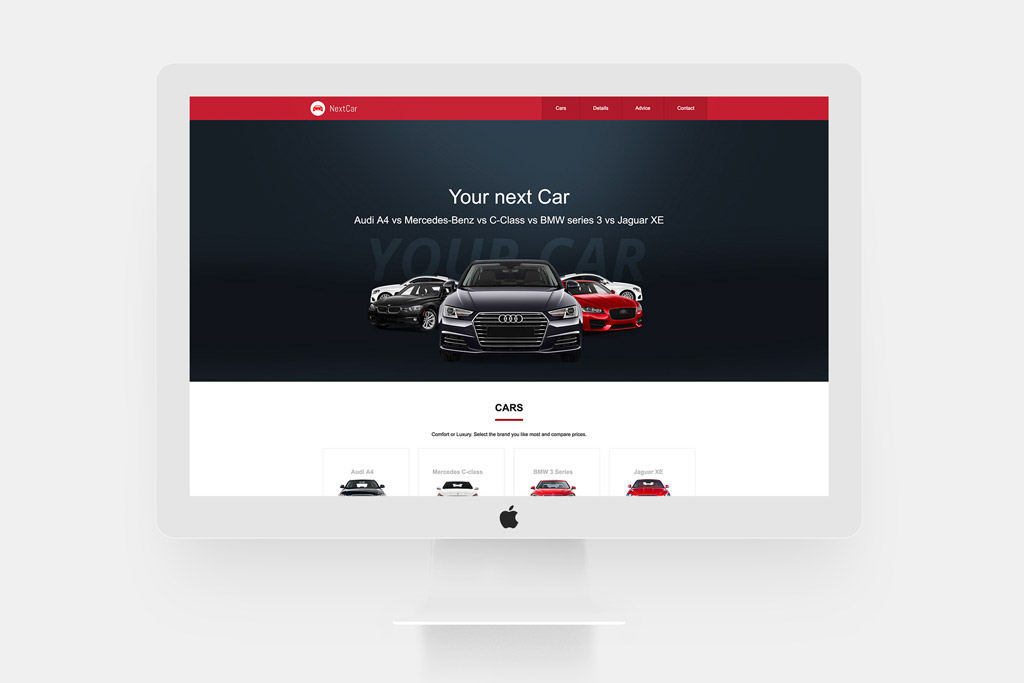 NextCar
Cars
Details
Advice
Contact
Your next Car
Audi A4 vs Mercedes-Benz vs C-Class vs BMW series 3 vs Jaguar XE
YOUR CAR
CARS
Comfort or Luxury. Select the brand you like most and compare prices.
Audi A4
Mercedes C-class
BMW 3 Series
Jaguar XE